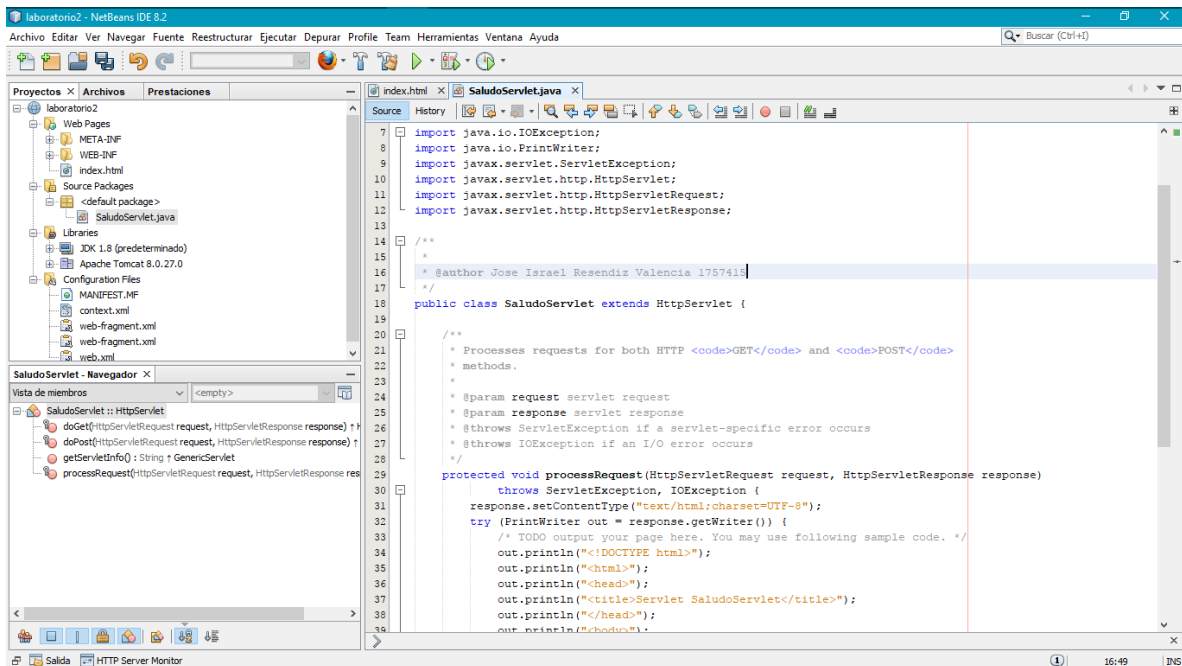 laboratorio2 - NetBeans IDE 8.2
Archivo Editar Ver Navegar Fuente Reestructurar Ejecutar Depurar Profile Team Herramientas Ventana Ayuda
Buscar (Ctrl+I)
Proyectos Archivos Prestaciones
laboratorio2
Web Pages
META-INF
WEB-INF
index.html
Source Packages
<default package>
SaludoServlet.java
Libraries
JDK 1.8 (predeterminado)
Apache Tomcat 8.0.27.0
Configuration Files
MANIFEST.MF
context.xml
web-fragment.xml
web-fragment.xml
web.xml
SaludoServlet - Navegador
Vista de miembros <empty>
SaludoServlet :: HttpServlet
doGet(HttpServletRequest request, HttpServletResponse response) ↑ H
doPost(HttpServletRequest request, HttpServletResponse response) ↑
getServletInfo() : String ↑ GenericServlet
processRequest(HttpServletRequest request, HttpServletResponse res
index.html SaludoServlet.java
Source History
7 import java.io.IOException;
8 import java.io.PrintWriter;
9 import javax.servlet.ServletException;
10 import javax.servlet.http.HttpServlet;
11 import javax.servlet.http.HttpServletRequest;
12 import javax.servlet.http.HttpServletResponse;
13
14 /**
15 *
16 * @author Jose Israel Resendiz Valencia 1757415
17 */
18 public class SaludoServlet extends HttpServlet {
19
20 /**
21 * Processes requests for both HTTP <code>GET</code> and <code>POST</code>
22 * methods.
23 *
24 * @param request servlet request
25 * @param response servlet response
26 * @throws ServletException if a servlet-specific error occurs
27 * @throws IOException if an I/O error occurs
28 */
29 protected void processRequest(HttpServletRequest request, HttpServletResponse response)
30 throws ServletException, IOException {
31 response.setContentType("text/html;charset=UTF-8");
32 try (PrintWriter out = response.getWriter()) {
33 /* TODO output your page here. You may use following sample code. */
34 out.println("<!DOCTYPE html>");
35 out.println("<html>");
36 out.println("<head>");
37 out.println("<title>Servlet SaludoServlet</title>");
38 out.println("</head>");
39 out.println("<body>");
Salida HTTP Server Monitor
1 16:49 INS